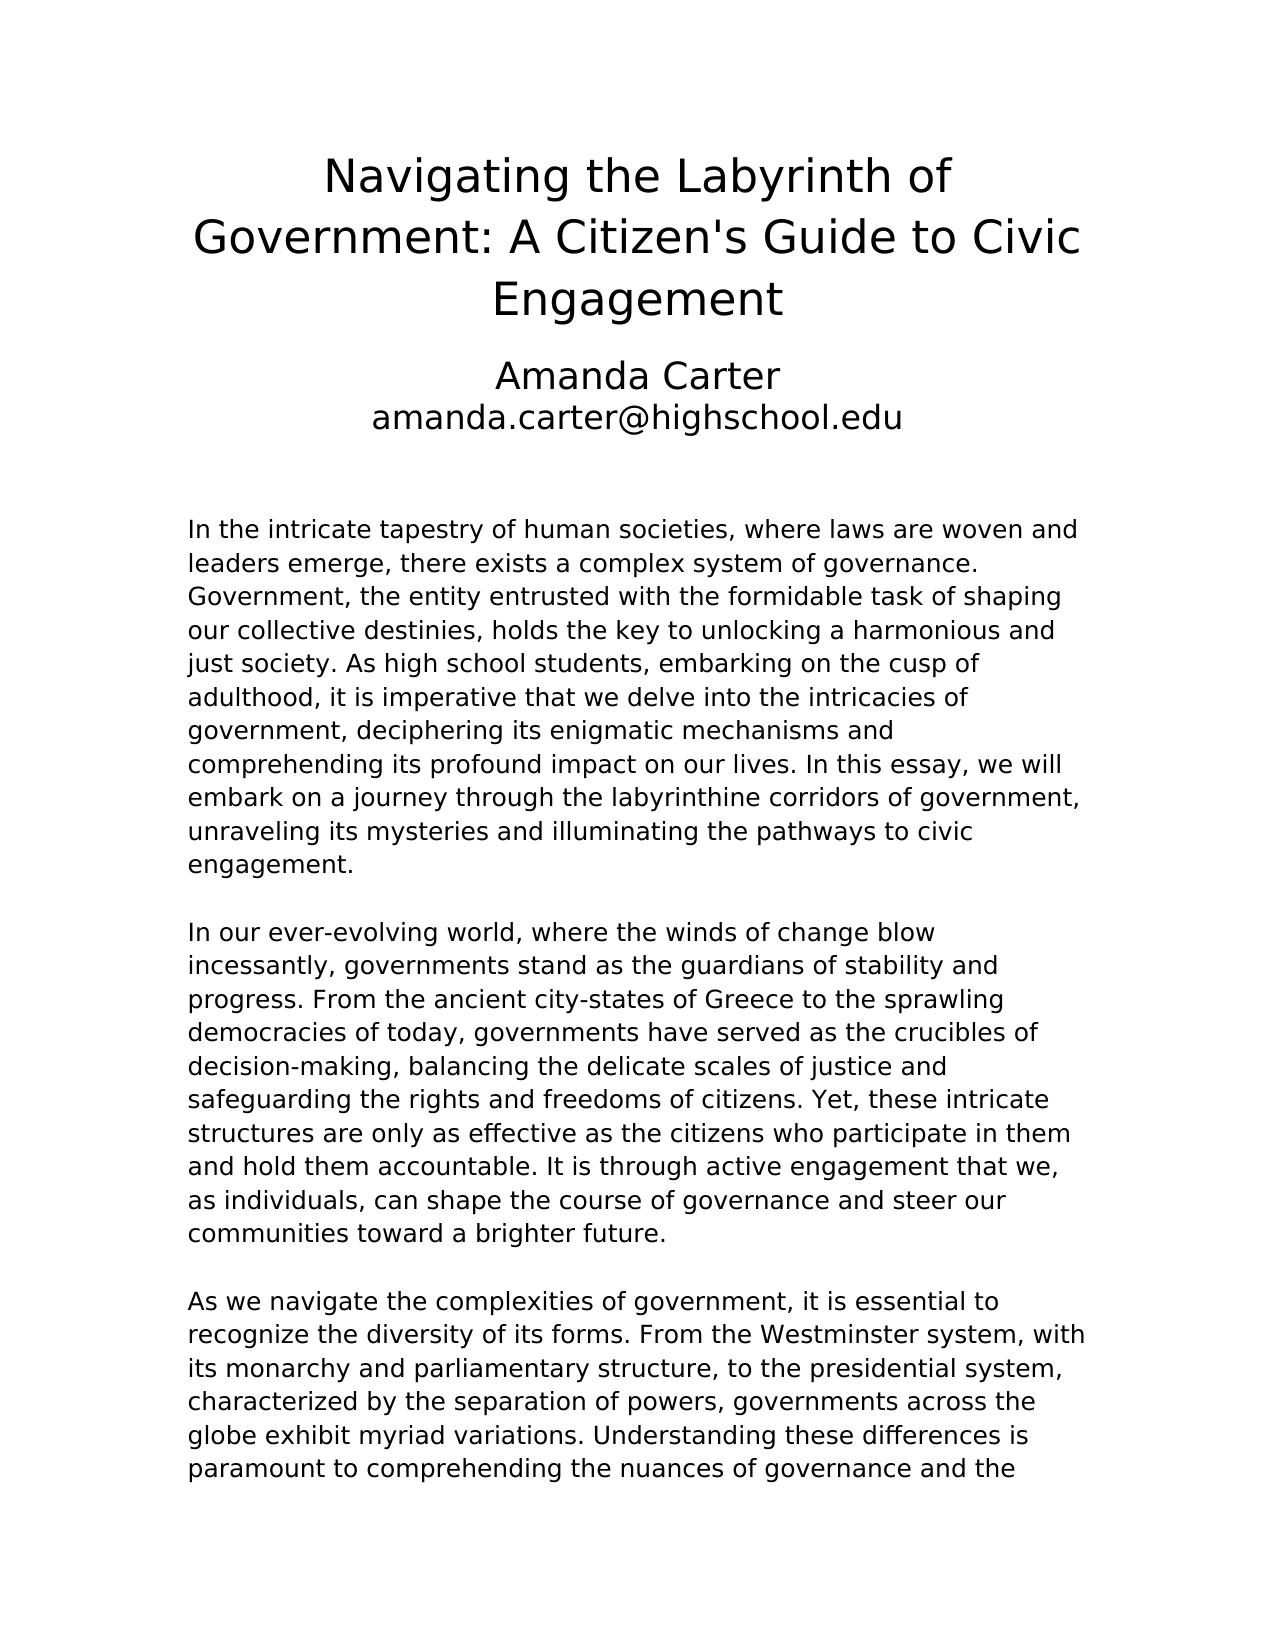 Navigating the Labyrinth of
Government: A Citizen's Guide to Civic
Engagement
Amanda Carter
amanda.carter@highschool.edu
In the intricate tapestry of human societies, where laws are woven and
leaders emerge, there exists a complex system of governance.
Government, the entity entrusted with the formidable task of shaping
our collective destinies, holds the key to unlocking a harmonious and
just society. As high school students, embarking on the cusp of
adulthood, it is imperative that we delve into the intricacies of
government, deciphering its enigmatic mechanisms and
comprehending its profound impact on our lives. In this essay, we will
embark on a journey through the labyrinthine corridors of government,
unraveling its mysteries and illuminating the pathways to civic
engagement.
In our ever-evolving world, where the winds of change blow
incessantly, governments stand as the guardians of stability and
progress. From the ancient city-states of Greece to the sprawling
democracies of today, governments have served as the crucibles of
decision-making, balancing the delicate scales of justice and
safeguarding the rights and freedoms of citizens. Yet, these intricate
structures are only as effective as the citizens who participate in them
and hold them accountable. It is through active engagement that we,
as individuals, can shape the course of governance and steer our
communities toward a brighter future.
As we navigate the complexities of government, it is essential to
recognize the diversity of its forms. From the Westminster system, with
its monarchy and parliamentary structure, to the presidential system,
characterized by the separation of powers, governments across the
globe exhibit myriad variations. Understanding these differences is
paramount to comprehending the nuances of governance and the